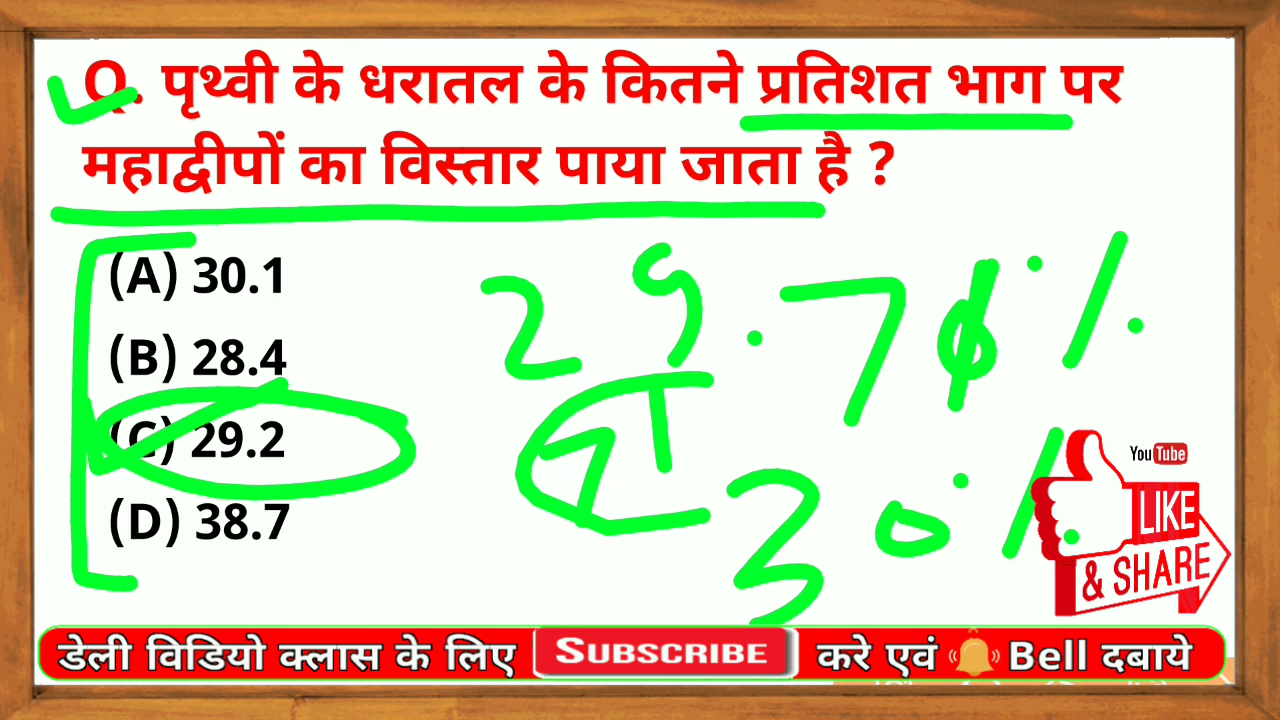 Q. पृथ्वी के धरातल के कितने प्रतिशत भाग पर
महाद्वीपों का विस्तार पाया जाता है ?
(A) 30.1
(B) 28.4
(C) 29.2
(D) 38.7
29.
71
30%
YouTube
LIKE
& SHARE
डेली विडियो क्लास के लिए SUBSCRIBE करे एवं Bell दबाये